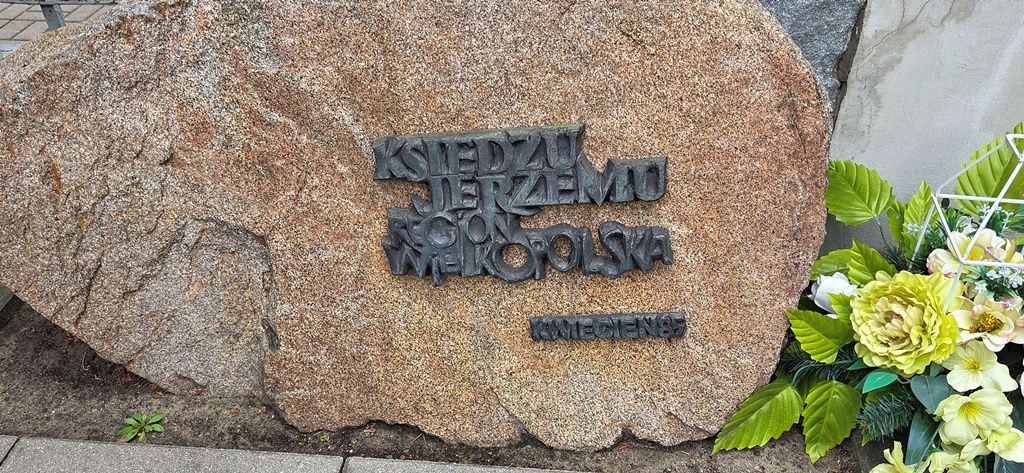 KSIĘDZU
JERZEMU
REGION
WIELKOPOLSKA
KWIECIEŃ 85